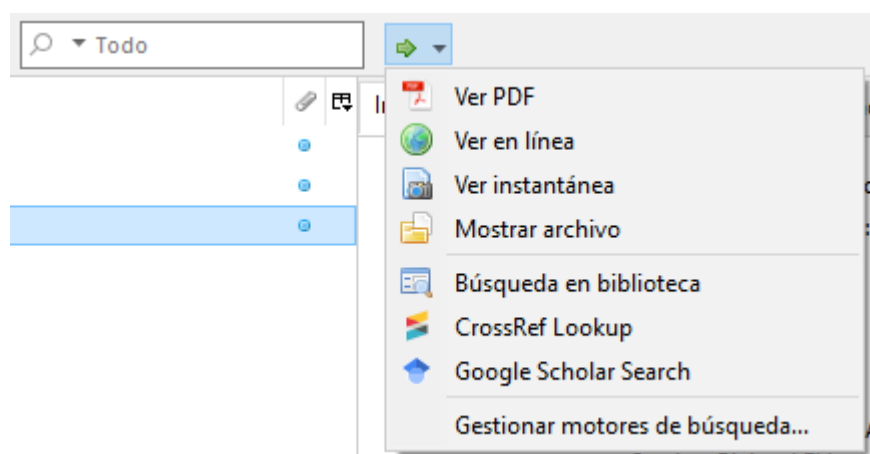 Todo
Ver PDF
Ver en línea
Ver instantánea
Mostrar archivo
Búsqueda en biblioteca
CrossRef Lookup
Google Scholar Search
Gestionar motores de búsqueda...